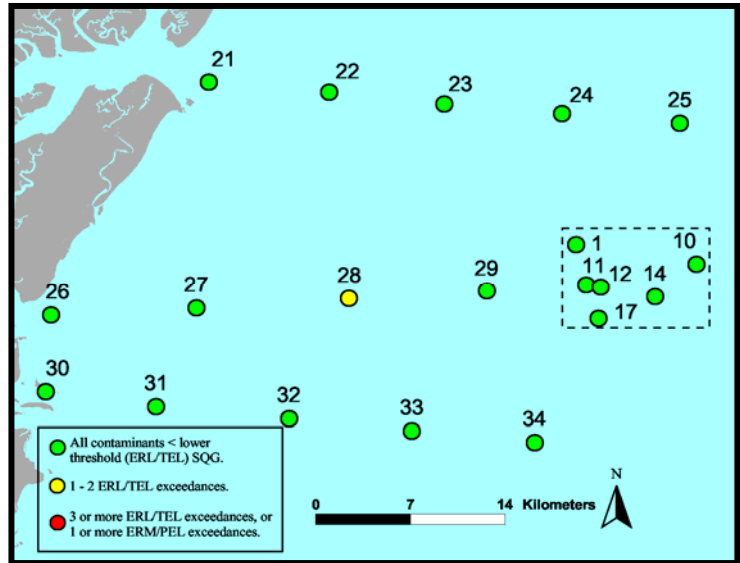 21
22
23
24
25
1
10
11
12
14
17
26
27
28
29
30
31
32
33
34
All contaminants < lower
threshold (ERL/TEL) SQG.
1 - 2 ERL/TEL exceedances.
3 or more ERL/TEL exceedances, or
1 or more ERM/PEL exceedances.
0 7 14 Kilometers
N